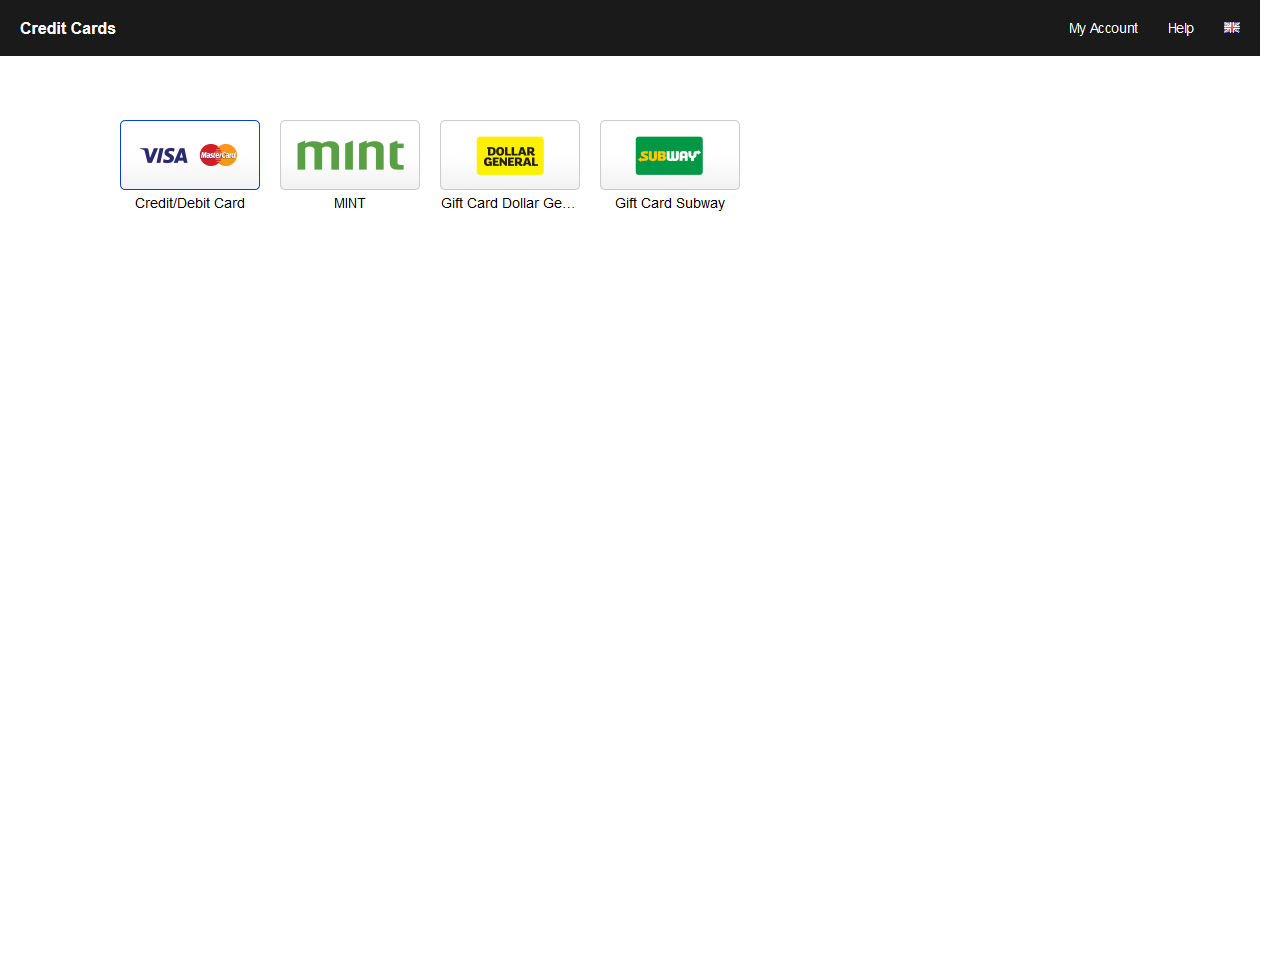 Credit Cards
My Account Help
VISA MasterCard
mint
DOLLAR GENERAL
SUBWAY
Credit/Debit Card
MINT
Gift Card Dollar Ge...
Gift Card Subway